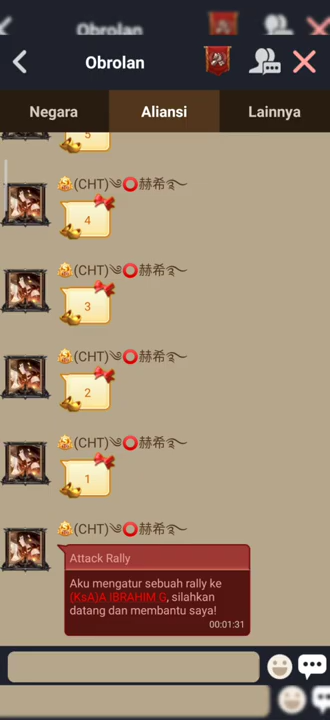 Obrolan
Negara
Aliansi
Lainnya
5
(CHT)༄⭕赫希࿐
4
(CHT)༄⭕赫希࿐
3
(CHT)༄⭕赫希࿐
2
(CHT)༄⭕赫希࿐
1
(CHT)༄⭕赫希࿐
Attack Rally
Aku mengatur sebuah rally ke
(KsA)A IBRAHIM G, silahkan
datang dan membantu saya!
00:01:31